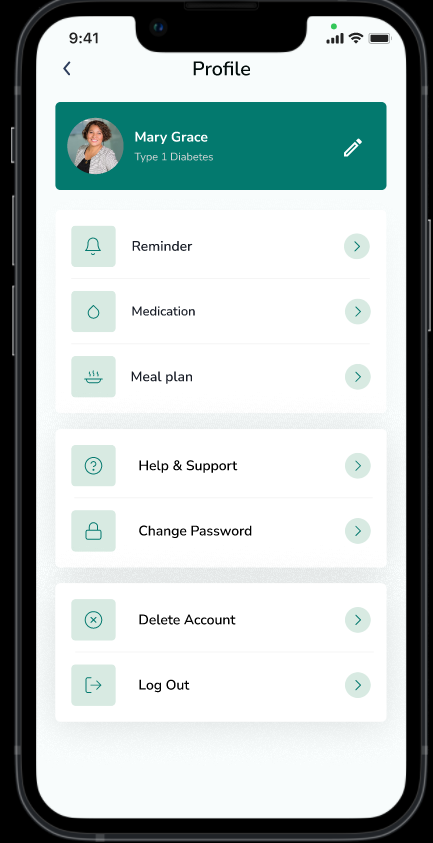 9:41
Profile
Mary Grace
Type 1 Diabetes
Reminder
Medication
Meal plan
Help & Support
Change Password
Delete Account
Log Out